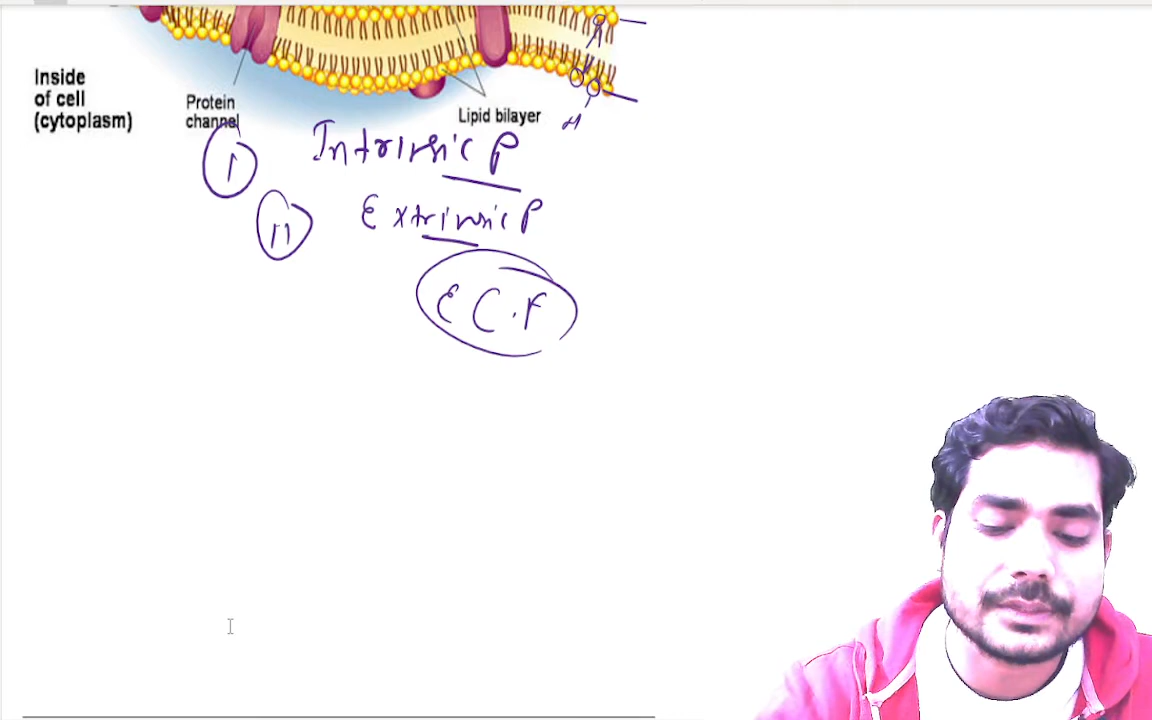 Inside
of cell
(cytoplasm)
Protein
channel
Lipid bilayer
H
I Intrinsic P
II Extrinsic P
E C.F